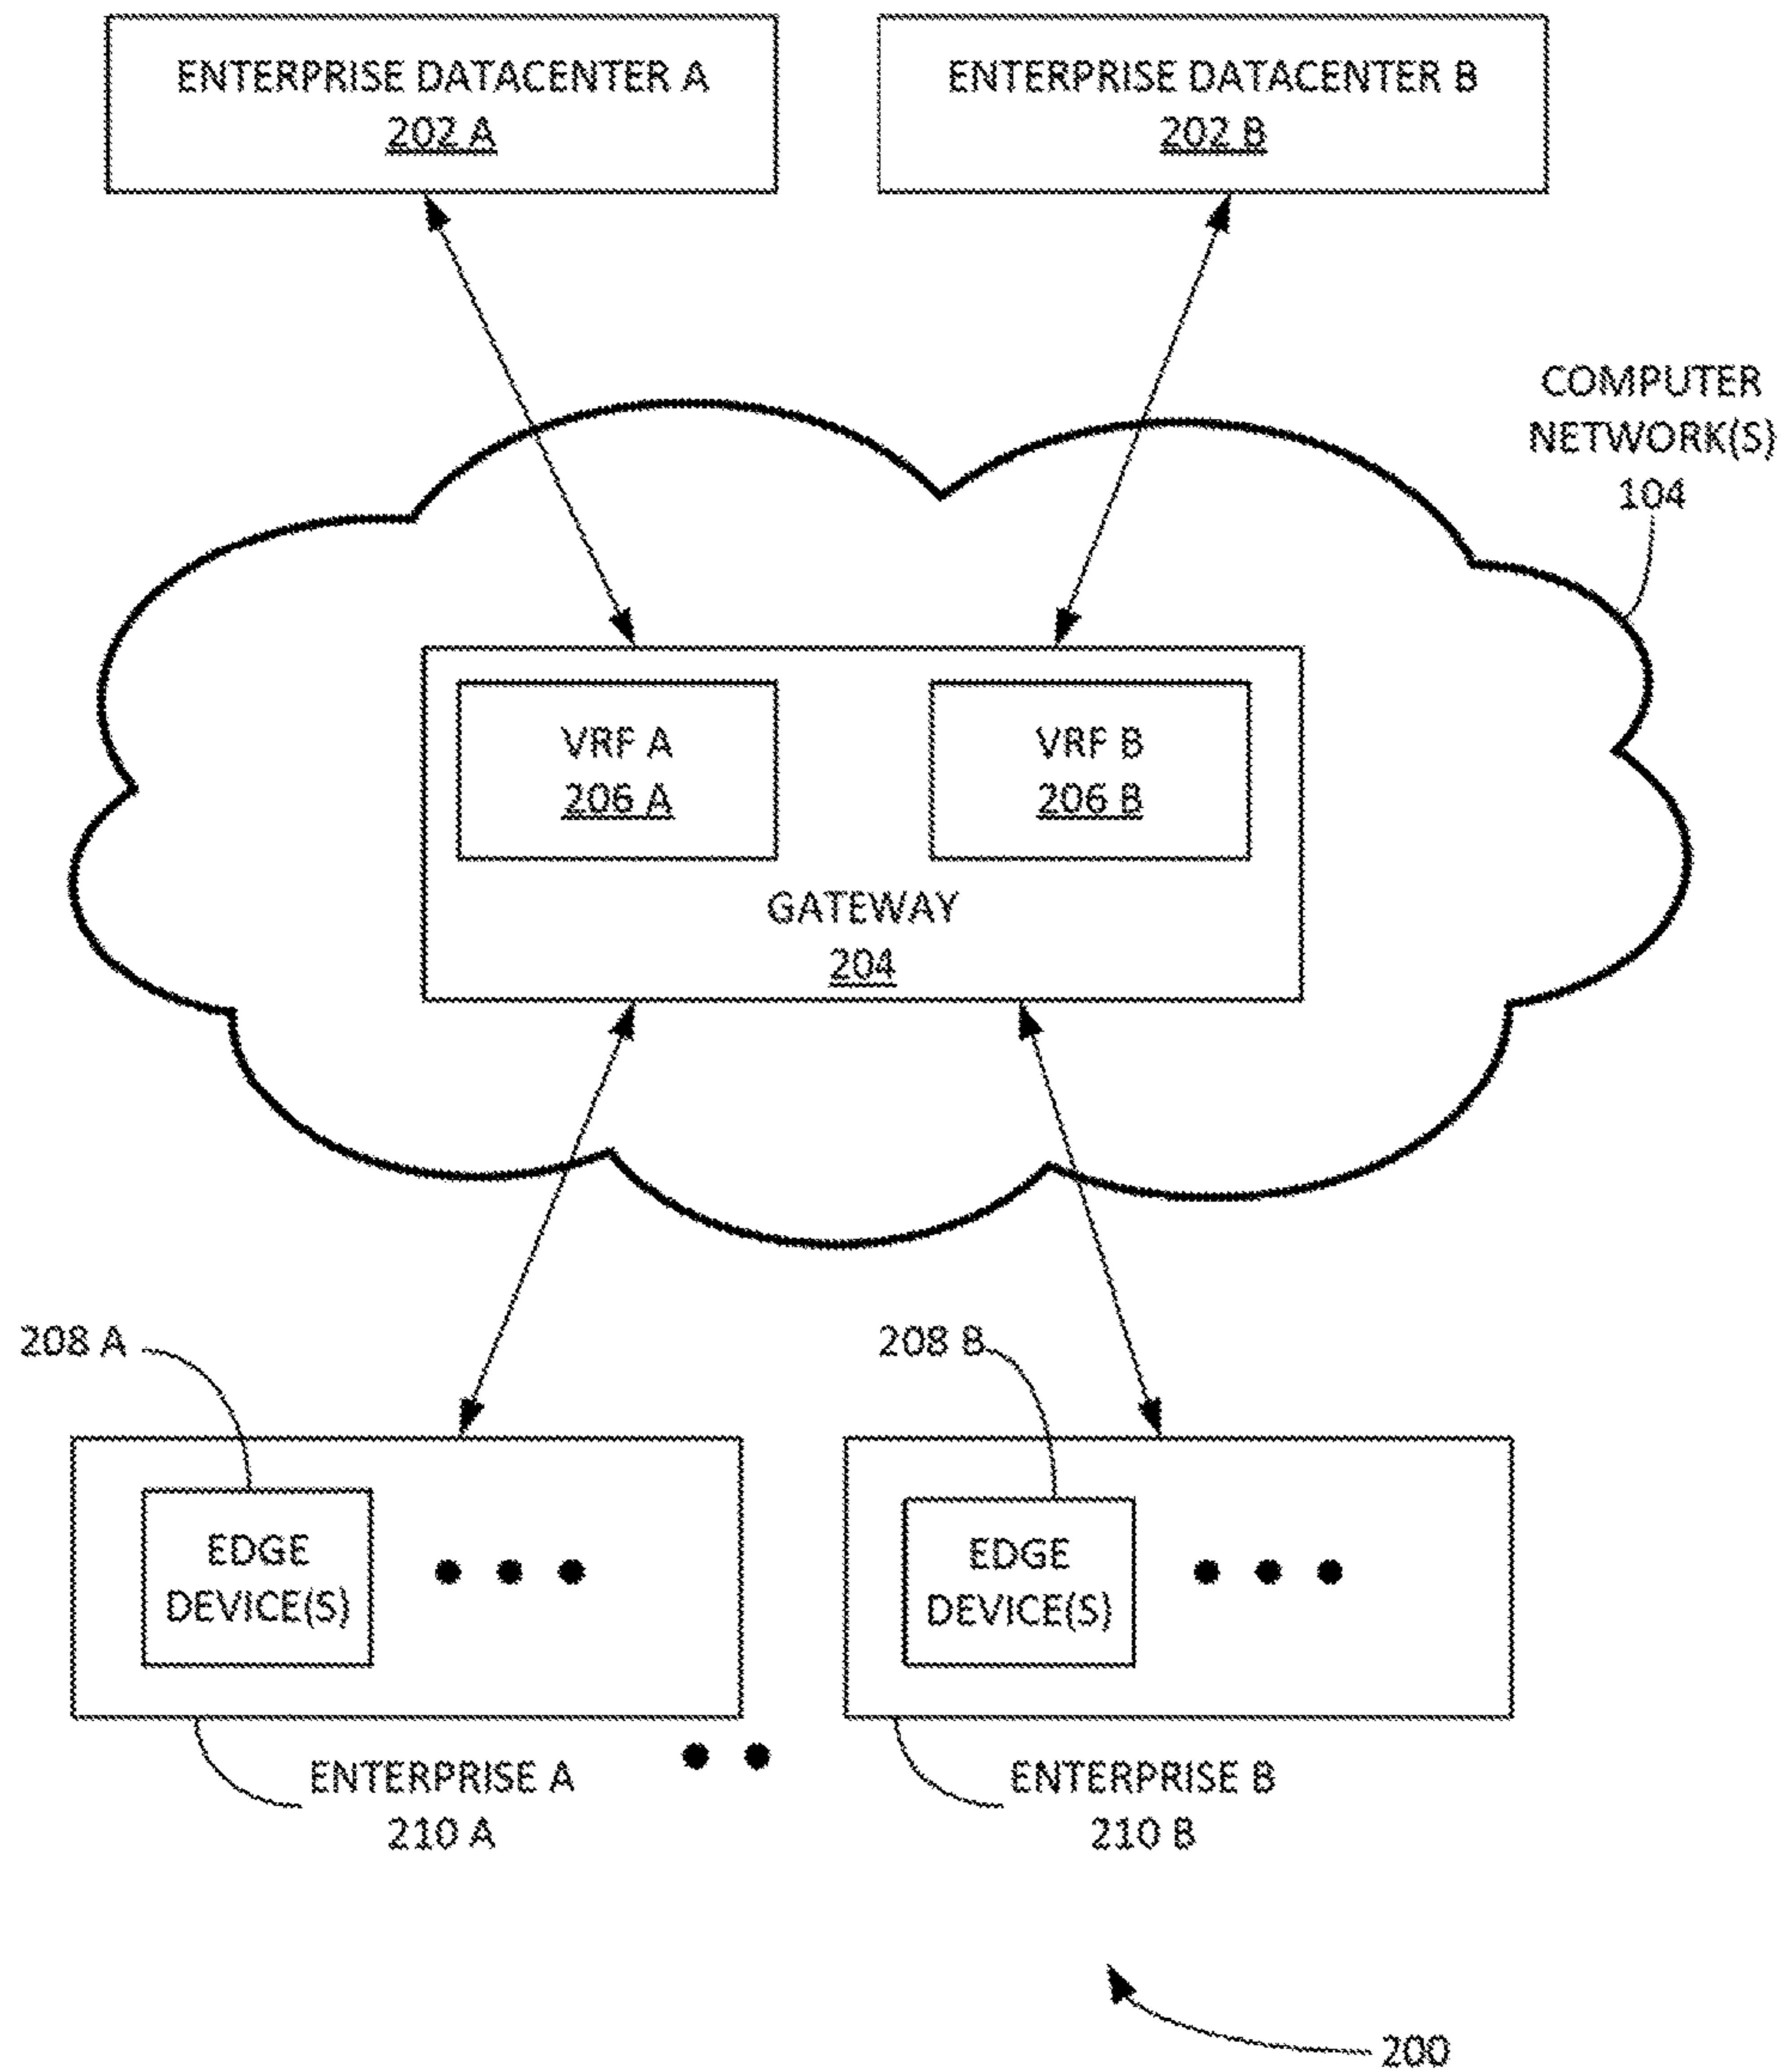 ENTERPRISE DATACENTER A
202 A
ENTERPRISE DATACENTER B
202 B
COMPUTER
NETWORK(S)
104
VRF A
206 A
VRF B
206 B
GATEWAY
204
208 A
208 B
EDGE
DEVICE(S)
EDGE
DEVICE(S)
ENTERPRISE A
210 A
ENTERPRISE B
210 B
200